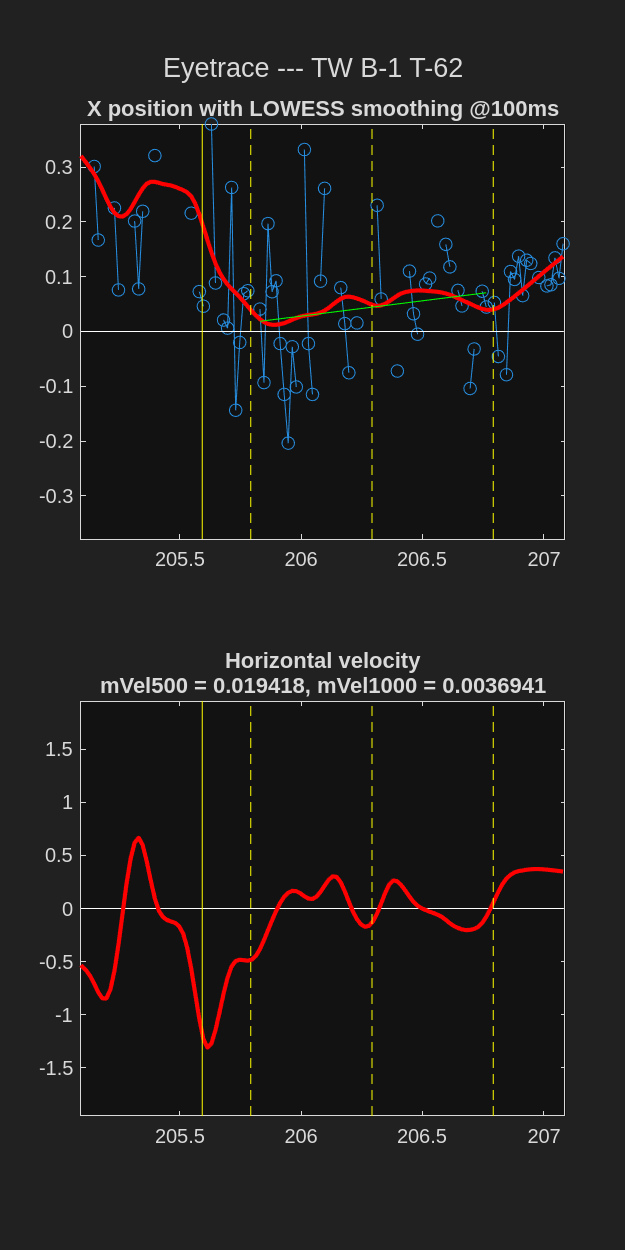 Eyetrace --- TW B-1 T-62
X position with LOWESS smoothing @100ms
0.3
0.2
0.1
0
-0.1
-0.2
-0.3
205.5 206 206.5 207
Horizontal velocity
mVel500 = 0.019418, mVel1000 = 0.0036941
1.5
1
0.5
0
-0.5
-1
-1.5
205.5 206 206.5 207